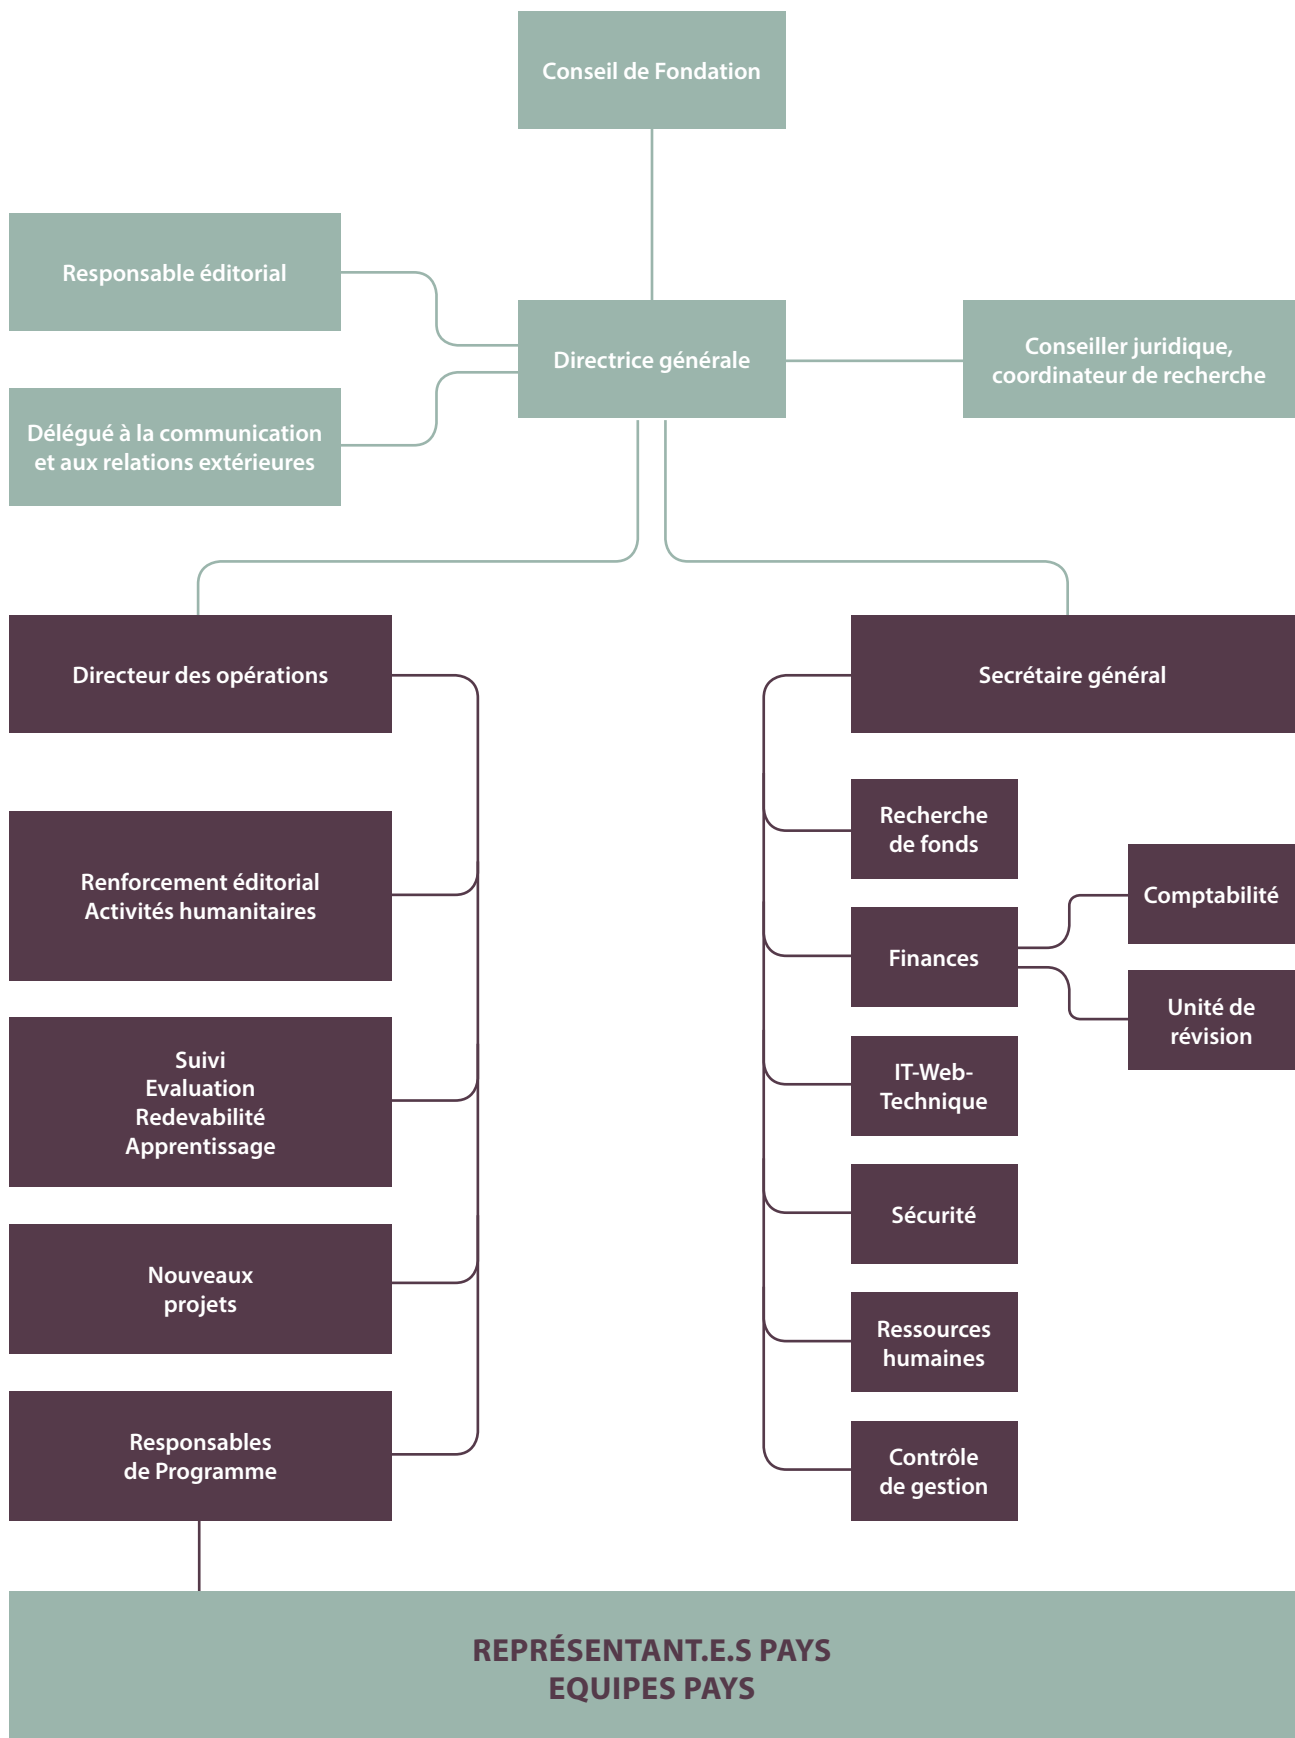 Conseil de Fondation
Responsable éditorial
Directrice générale
Conseiller juridique,
coordinateur de recherche
Délégué à la communication
et aux relations extérieures
Directeur des opérations
Renforcement éditorial
Activités humanitaires
Suivi
Evaluation
Redevabilité
Apprentissage
Nouveaux
projets
Responsables
de Programme
Secrétaire général
Recherche
de fonds
Finances
Comptabilité
Unité de
révision
IT-Web-
Technique
Sécurité
Ressources
humaines
Contrôle
de gestion
REPRÉSENTANT.E.S PAYS
EQUIPES PAYS